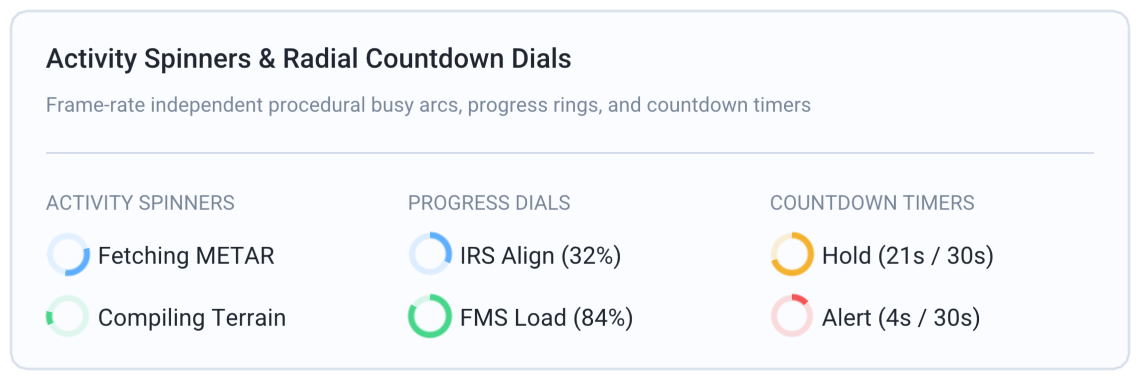 Activity Spinners & Radial Countdown Dials
Frame-rate independent procedural busy arcs, progress rings, and countdown timers
ACTIVITY SPINNERS
Fetching METAR
Compiling Terrain
PROGRESS DIALS
IRS Align (32%)
FMS Load (84%)
COUNTDOWN TIMERS
Hold (21s / 30s)
Alert (4s / 30s)